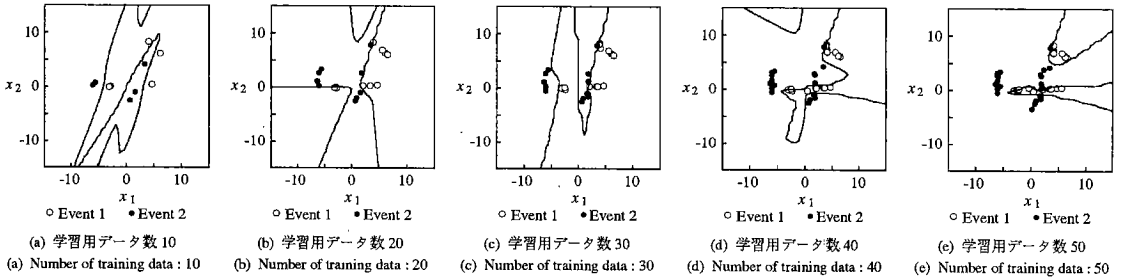 10
x2 0
-10
-10 0 10
x1
○ Event 1 ● Event 2
(a) 学習用データ数 10
(a) Number of training data : 10
10
x2 0
-10
-10 0 10
x1
○ Event 1 ● Event 2
(b) 学習用データ数 20
(b) Number of training data : 20
10
x2 0
-10
-10 0 10
x1
○ Event 1 ● Event 2
(c) 学習用データ数 30
(c) Number of training data : 30
10
x2 0
-10
-10 0 10
x1
○ Event 1 ● Event 2
(d) 学習用データ数 40
(d) Number of training data : 40
10
x2 0
-10
-10 0 10
x1
○ Event 1 ● Event 2
(e) 学習用データ数 50
(e) Number of training data : 50